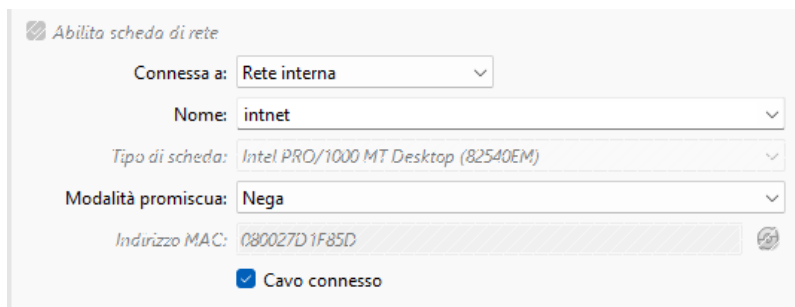 Abilita scheda di rete
Connessa a: Rete interna
Nome: intnet
Tipo di scheda: Intel PRO/1000 MT Desktop (82540EM)
Modalità promiscua: Nega
Indirizzo MAC: 080027D1F85D
Cavo connesso